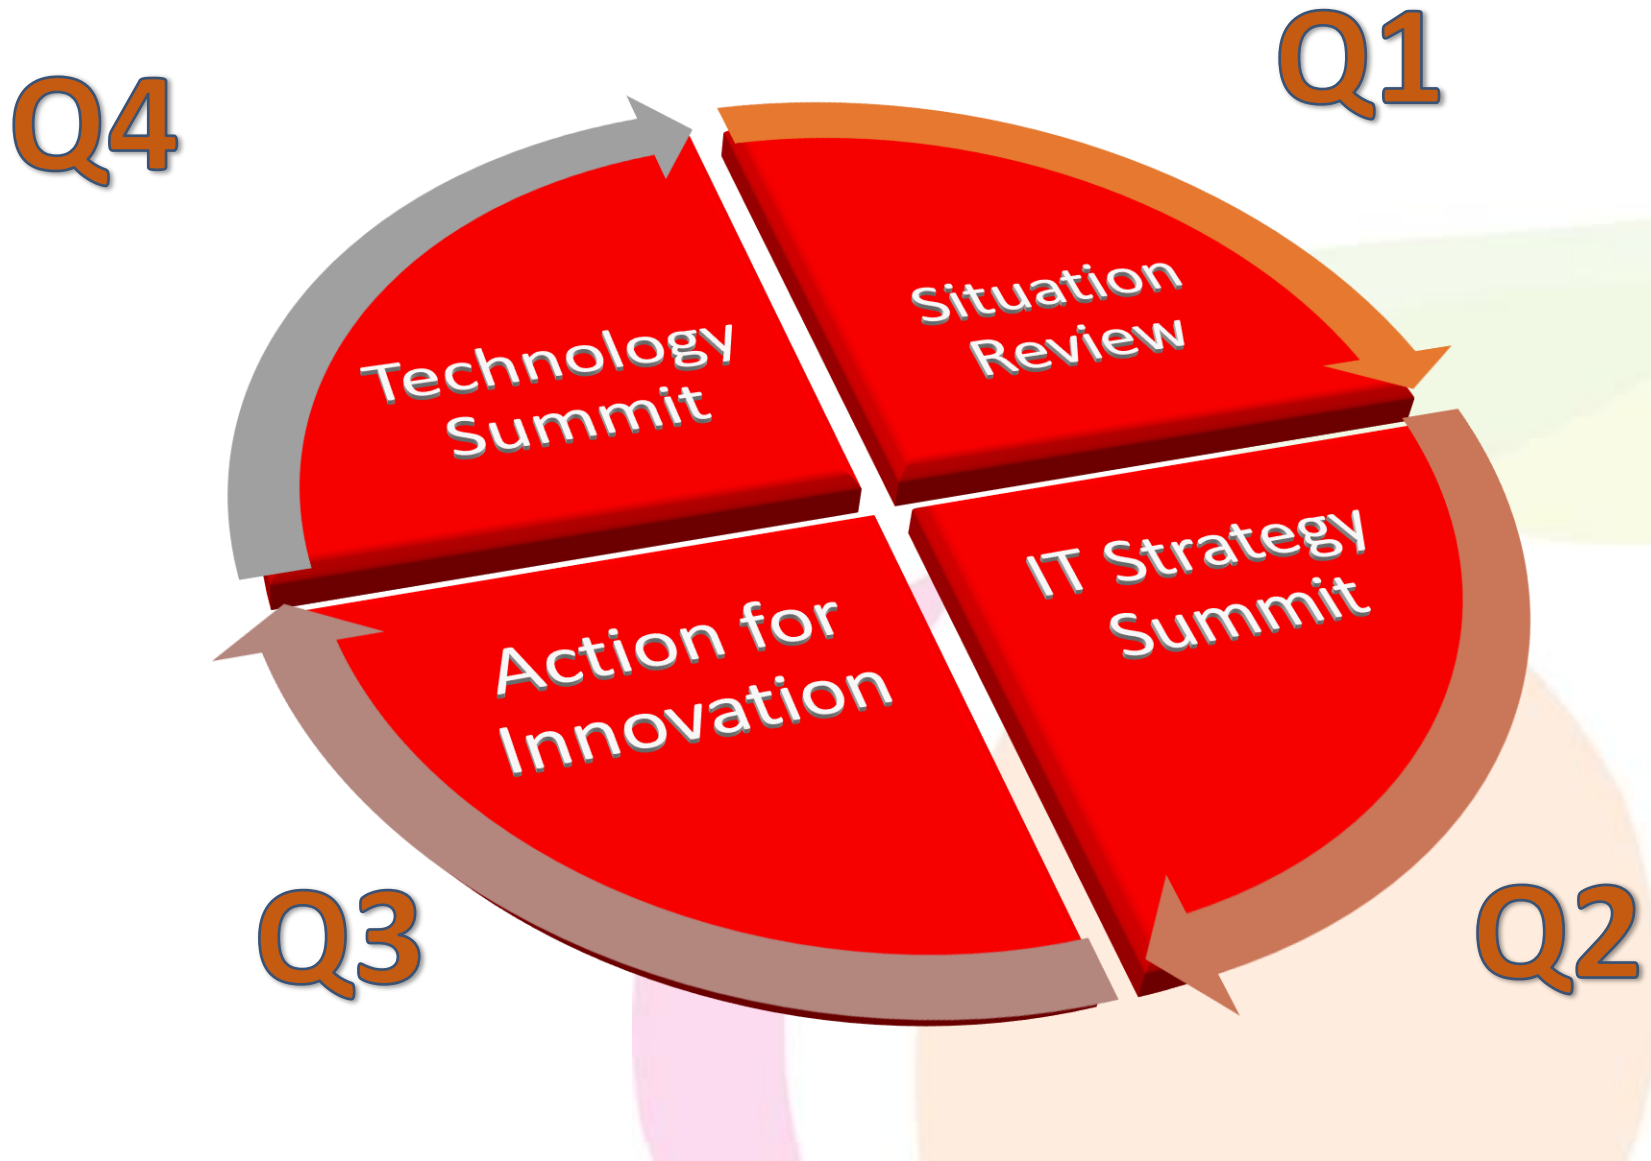 Q1
Situation
Review
Q2
IT Strategy
Summit
Q3
Action for
Innovation
Q4
Technology
Summit